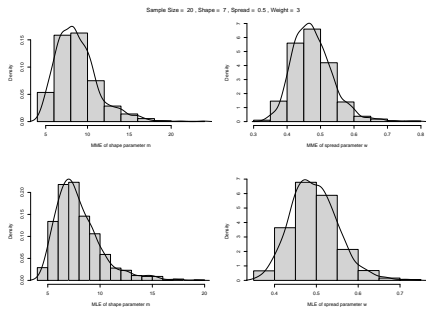 Sample Size = 20 , Shape = 7 , Spread = 0.5 , Weight = 3
Density
0.00 0.05 0.10 0.15
5 10 15 20
MME of shape parameter m
Density
0 1 2 3 4 5 6 7
0.3 0.4 0.5 0.6 0.7 0.8
MME of spread parameter w
Density
0.00 0.05 0.10 0.15 0.20
5 10 15 20
MLE of shape parameter m
Density
0 1 2 3 4 5 6 7
0.4 0.5 0.6 0.7
MLE of spread parameter w